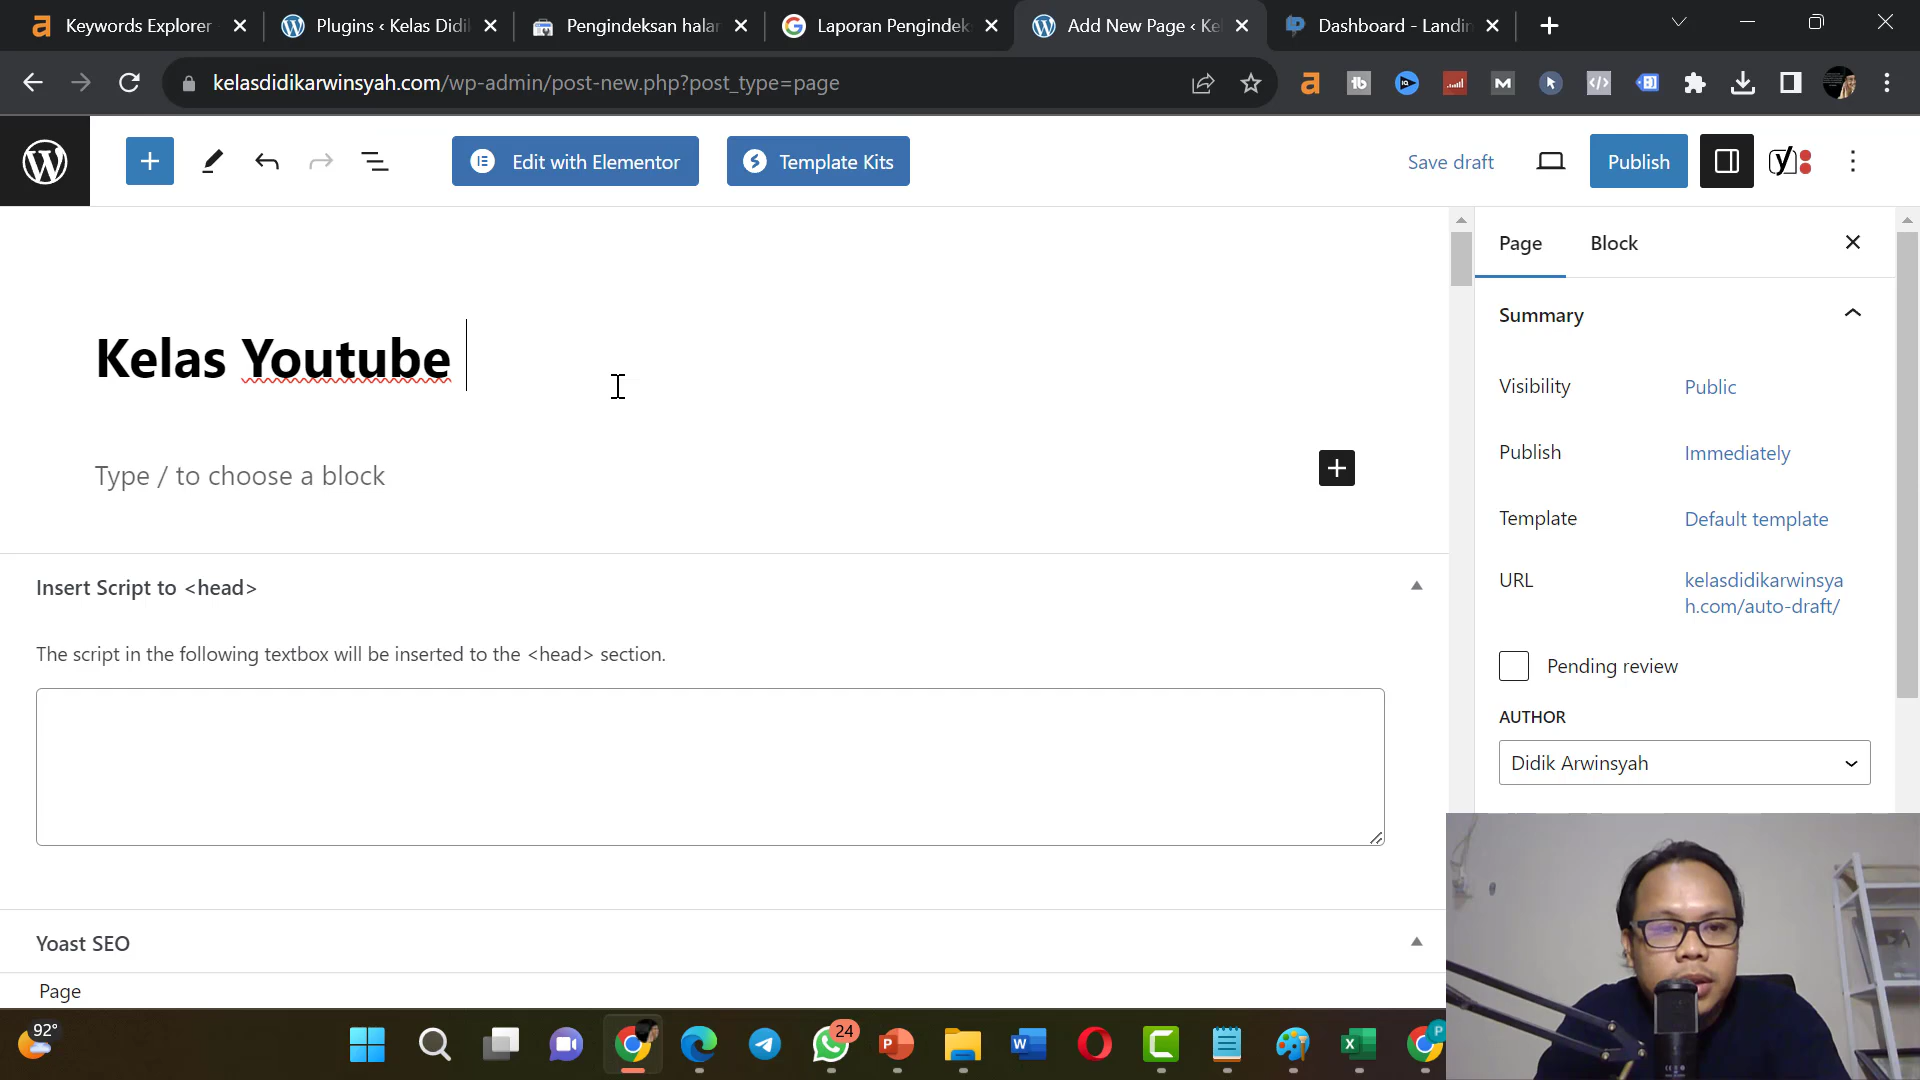 Keywords Explorer
Plugins ‹ Kelas Didi
Pengindeksan halar
Laporan Pengindek
Add New Page ‹ Ke
Dashboard - Landin
kelasdidikarwinsyah.com/wp-admin/post-new.php?post_type=page
Edit with Elementor
Template Kits
Save draft
Publish
Page
Block
Summary
Kelas Youtube
Visibility
Public
Publish
Immediately
Type / to choose a block
Template
Default template
URL
kelasdidikarwinsya
h.com/auto-draft/
Insert Script to <head>
The script in the following textbox will be inserted to the <head> section.
Pending review
AUTHOR
Didik Arwinsyah
Yoast SEO
Page
92°
24